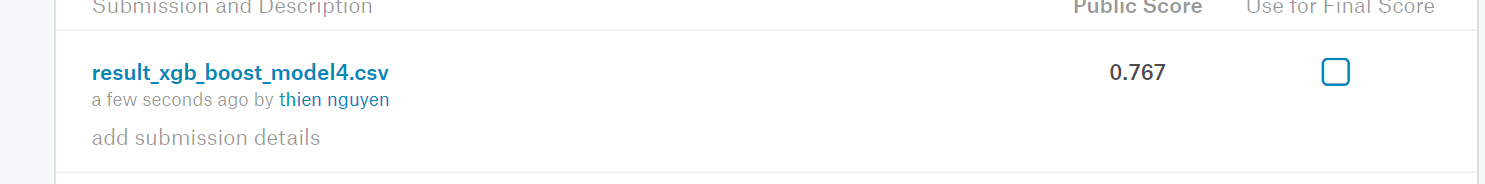 Submission and Description Public Score Use for Final Score
result_xgb_boost_model4.csv 0.767
a few seconds ago by thien nguyen
add submission details